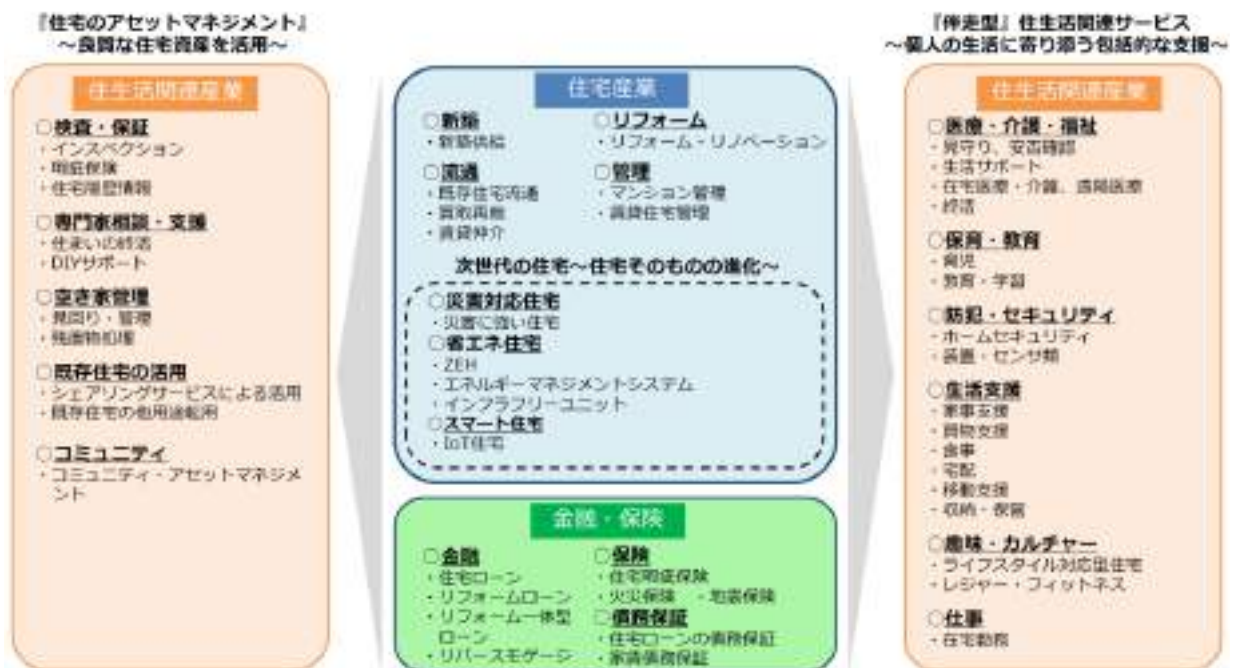 『住宅のアセットマネジメント』
～良質な住宅資産を活用～
住生活関連産業
○検査・保証
・インスペクション
・瑕疵保険
・住宅履歴情報
○専門家相談・支援
・住まいの終活
・DIYサポート
○空き家管理
・見回り・管理
・残置物処理
○既存住宅の活用
・シェアリングサービスによる活用
・既存住宅の他用途転用
○コミュニティ
・コミュニティ・アセットマネジメ
ント
住宅産業
○新築
・新築供給
○流通
・既存住宅流通
・買取再販
・賃貸仲介
○リフォーム
・リフォーム・リノベーション
○管理
・マンション管理
・賃貸住宅管理
次世代の住宅～住宅そのものの進化～
○災害対応住宅
・災害に強い住宅
○省エネ住宅
・ZEH
・エネルギーマネジメントシステム
・インフラフリーユニット
○スマート住宅
・IoT住宅
金融・保険
○金融
・住宅ローン
・リフォームローン
・リフォーム一体型
ローン
・リバースモゲージ
○保険
・住宅瑕疵保険
・火災保険　・地震保険
○債務保証
・住宅ローンの債務保証
・家賃債務保証
『伴走型』住生活関連サービス
～個人の生活に寄り添う包括的な支援～
住生活関連産業
○医療・介護・福祉
・見守り、安否確認
・生活サポート
・在宅医療・介護、遠隔医療
・終活
○保育・教育
・育児
・教育・学習
○防犯・セキュリティ
・ホームセキュリティ
・装置・センサ類
○生活支援
・家事支援
・買物支援
・食事
・宅配
・移動支援
・収納・保管
○趣味・カルチャー
・ライフスタイル対応型住宅
・レジャー・フィットネス
○仕事
・在宅勤務